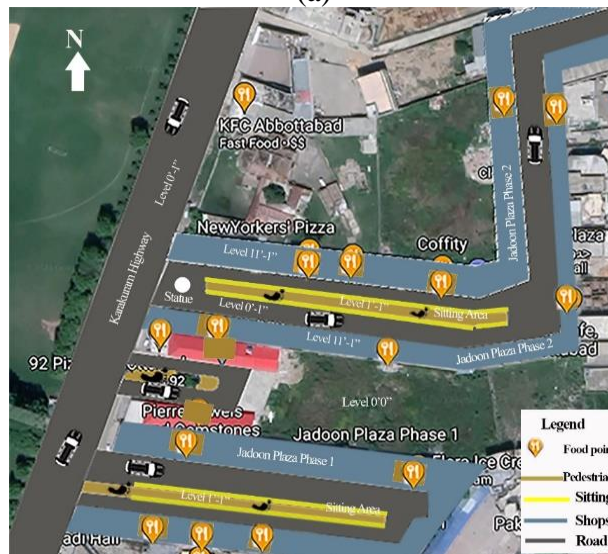 (a)
N
KFC Abbottabad
Fast Food • $$
Level 0'-1"
Karakumm Highway
NewYorkers' Pizza
Coffity
Jadoon Plaza Phase 2
Level 11'-1"
Statue
Level 0'-1"
Level 1'-1"
Sitting Area
Level 11'-1"
Jadoon Plaza Phase 2
92
Level 0'0"
Jadoon Plaza Phase 1
Jadoon Plaza Phase 1
Level 1'-1"
Sitting Area
Legend
Food poin
Pedestria
Sitting
Shops
Road